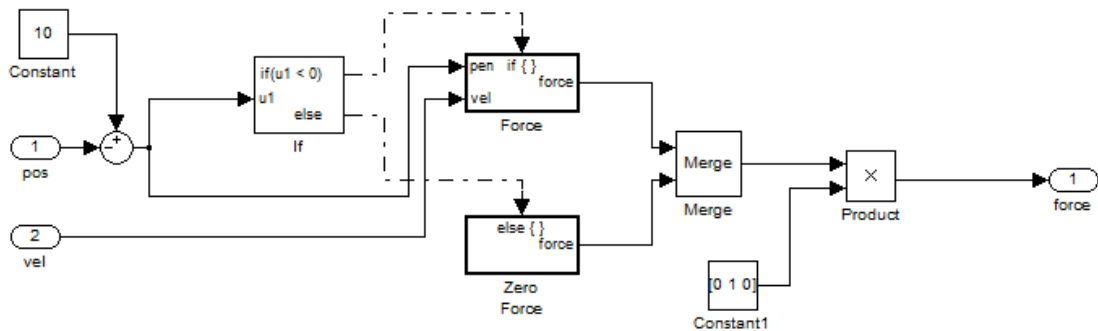 10
Constant
if(u1 < 0)
u1
else
If
pen if { }
force
vel
Force
1
pos
+
−
Merge
Merge
×
Product
1
force
2
vel
else { }
force
Zero
Force
[0 1 0]
Constant1